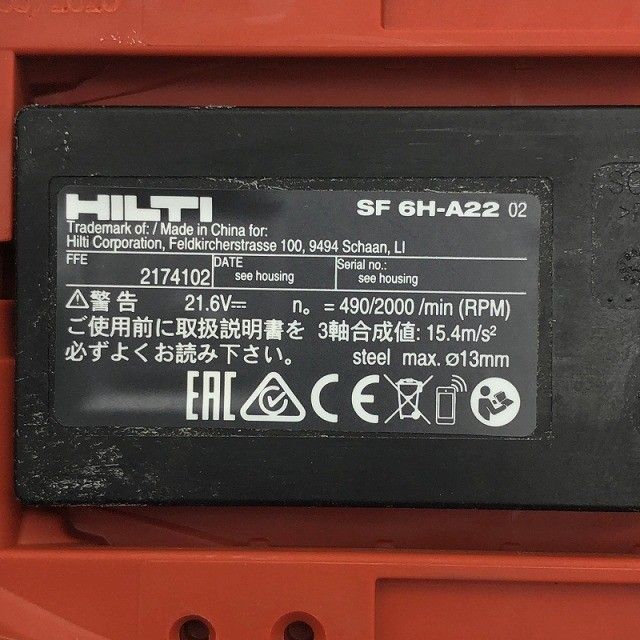 HILTI
SF 6H-A22 02
Trademark of: / Made in China for:
Hilti Corporation, Feldkircherstrasse 100, 9494 Schaan, LI
FFE 2174102
DATE see housing
Serial no.: see housing
警告 21.6V⎓ n₀ = 490/2000 /min (RPM)
ご使用前に取扱説明書を 3軸合成値: 15.4m/s²
必ずよくお読み下さい。 steel max. ø13mm
EAC CE